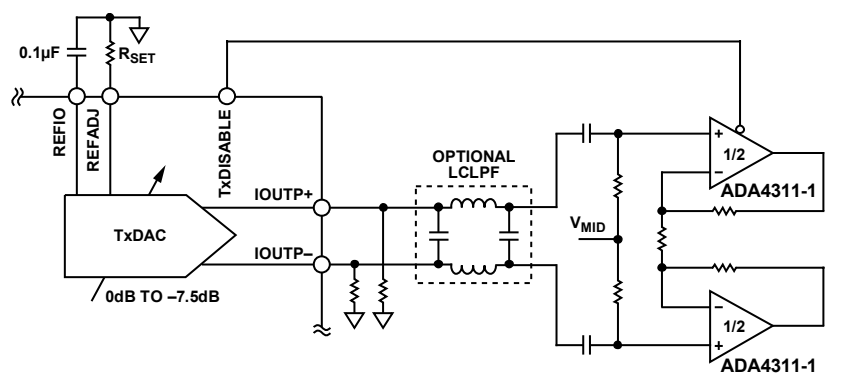 0.1µF
RSET
REFIO
REFADJ
TxDISABLE
IOUTP+
TxDAC
IOUTP–
0dB TO –7.5dB
OPTIONAL
LCLPF
VMID
+
1/2
–
ADA4311-1
–
1/2
+
ADA4311-1